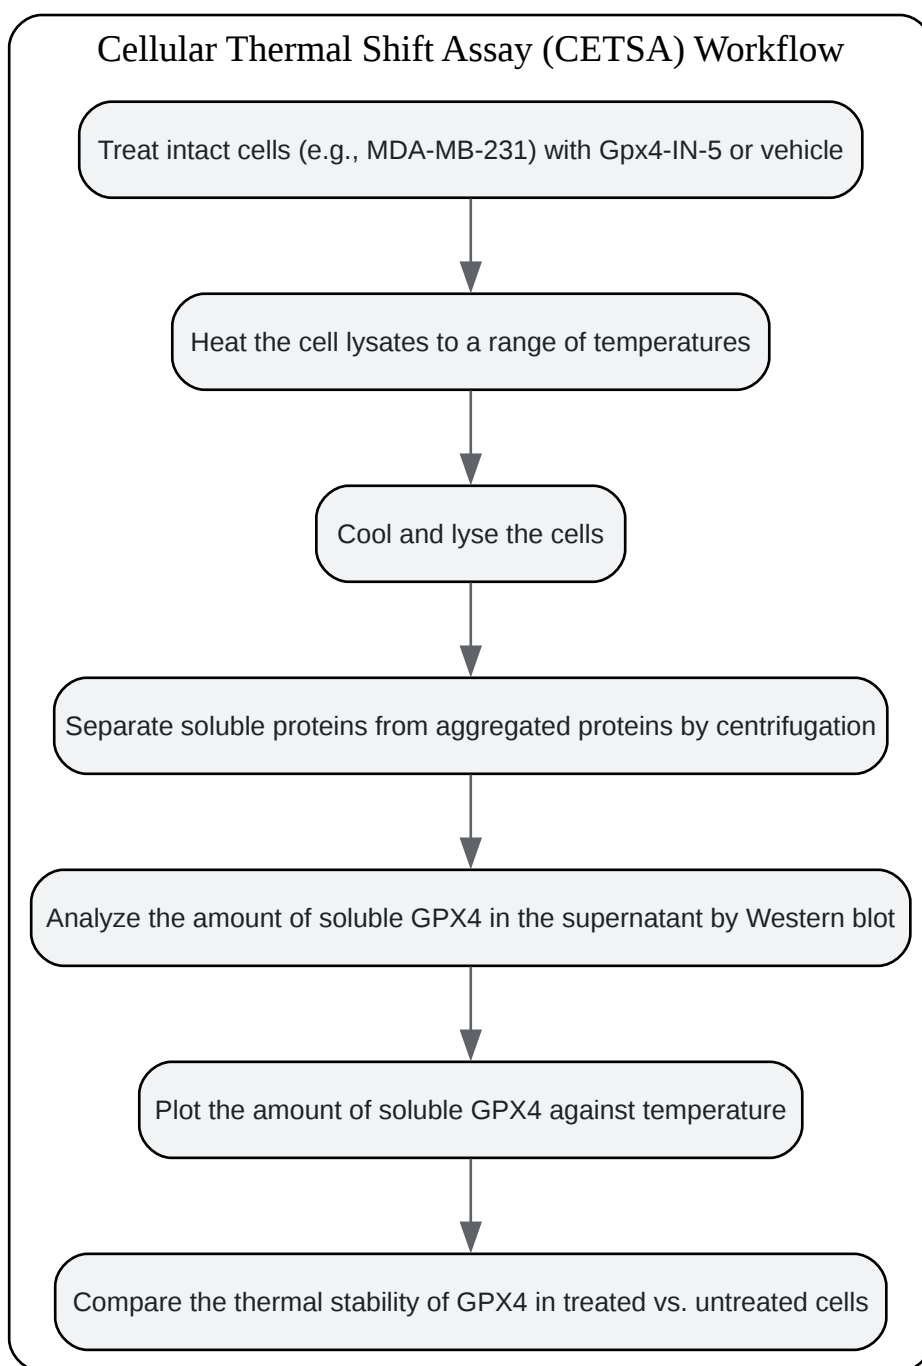 Cellular Thermal Shift Assay (CETSA) Workflow
Treat intact cells (e.g., MDA-MB-231) with Gpx4-IN-5 or vehicle
Heat the cell lysates to a range of temperatures
Cool and lyse the cells
Separate soluble proteins from aggregated proteins by centrifugation
Analyze the amount of soluble GPX4 in the supernatant by Western blot
Plot the amount of soluble GPX4 against temperature
Compare the thermal stability of GPX4 in treated vs. untreated cells